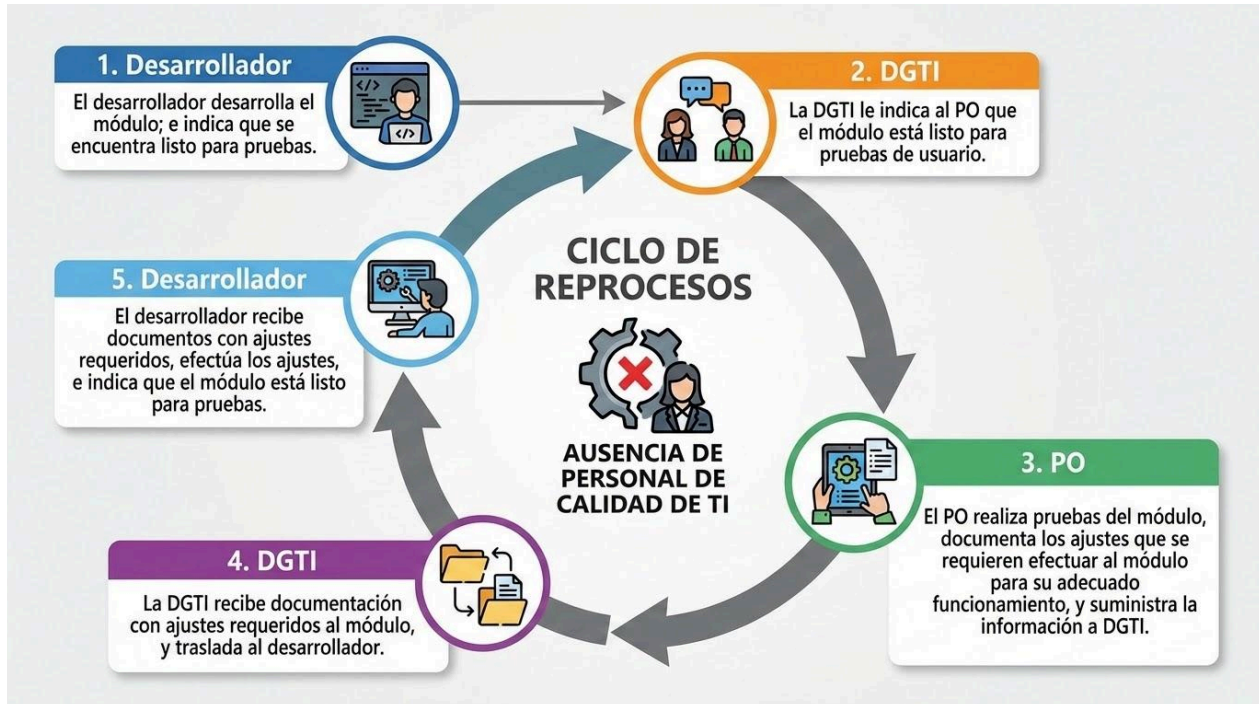 1. Desarrollador
El desarrollador desarrolla el
módulo; e indica que se
encuentra listo para pruebas.
2. DGTI
La DGTI le indica al PO que
el módulo está listo para
pruebas de usuario.
CICLO DE
REPROCESOS
AUSENCIA DE
PERSONAL DE
CALIDAD DE TI
3. PO
El PO realiza pruebas del módulo,
documenta los ajustes que se
requieren efectuar al módulo
para su adecuado
funcionamiento, y suministra la
información a DGTI.
4. DGTI
La DGTI recibe documentación
con ajustes requeridos al módulo,
y traslada al desarrollador.
5. Desarrollador
El desarrollador recibe
documentos con ajustes
requeridos, efectúa los ajustes,
e indica que el módulo está listo
para pruebas.